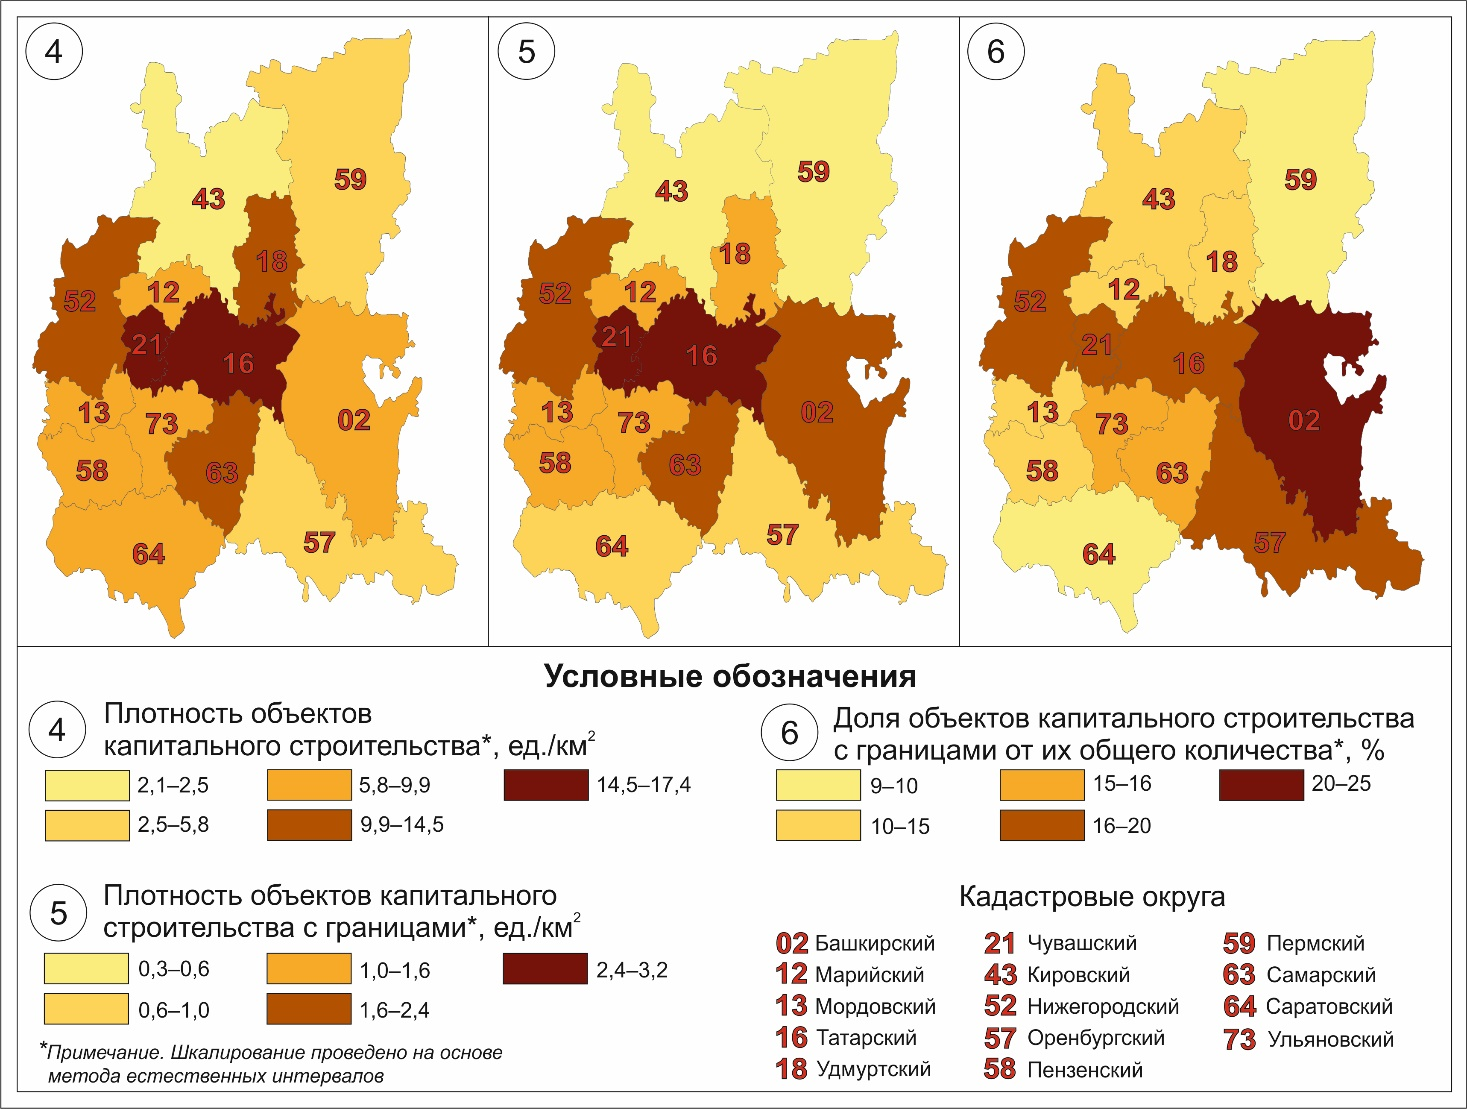 4
5
6
59
43
18
52
12
21
16
13
73
02
58
63
64
57
59
43
18
52
12
21
16
13
73
02
58
63
64
57
59
43
18
52
12
21
16
13
73
02
58
63
64
57
Условные обозначения
4
Плотность объектов
капитального строительства*, ед./км²
2,1–2,5
5,8–9,9
14,5–17,4
2,5–5,8
9,9–14,5
5
Плотность объектов капитального
строительства с границами*, ед./км²
0,3–0,6
1,0–1,6
2,4–3,2
0,6–1,0
1,6–2,4
*Примечание. Шкалирование проведено на основе
метода естественных интервалов
6
Доля объектов капитального строительства
с границами от их общего количества*, %
9–10
15–16
20–25
10–15
16–20
Кадастровые округа
02 Башкирский
12 Марийский
13 Мордовский
16 Татарский
18 Удмуртский
21 Чувашский
43 Кировский
52 Нижегородский
57 Оренбургский
58 Пензенский
59 Пермский
63 Самарский
64 Саратовский
73 Ульяновский